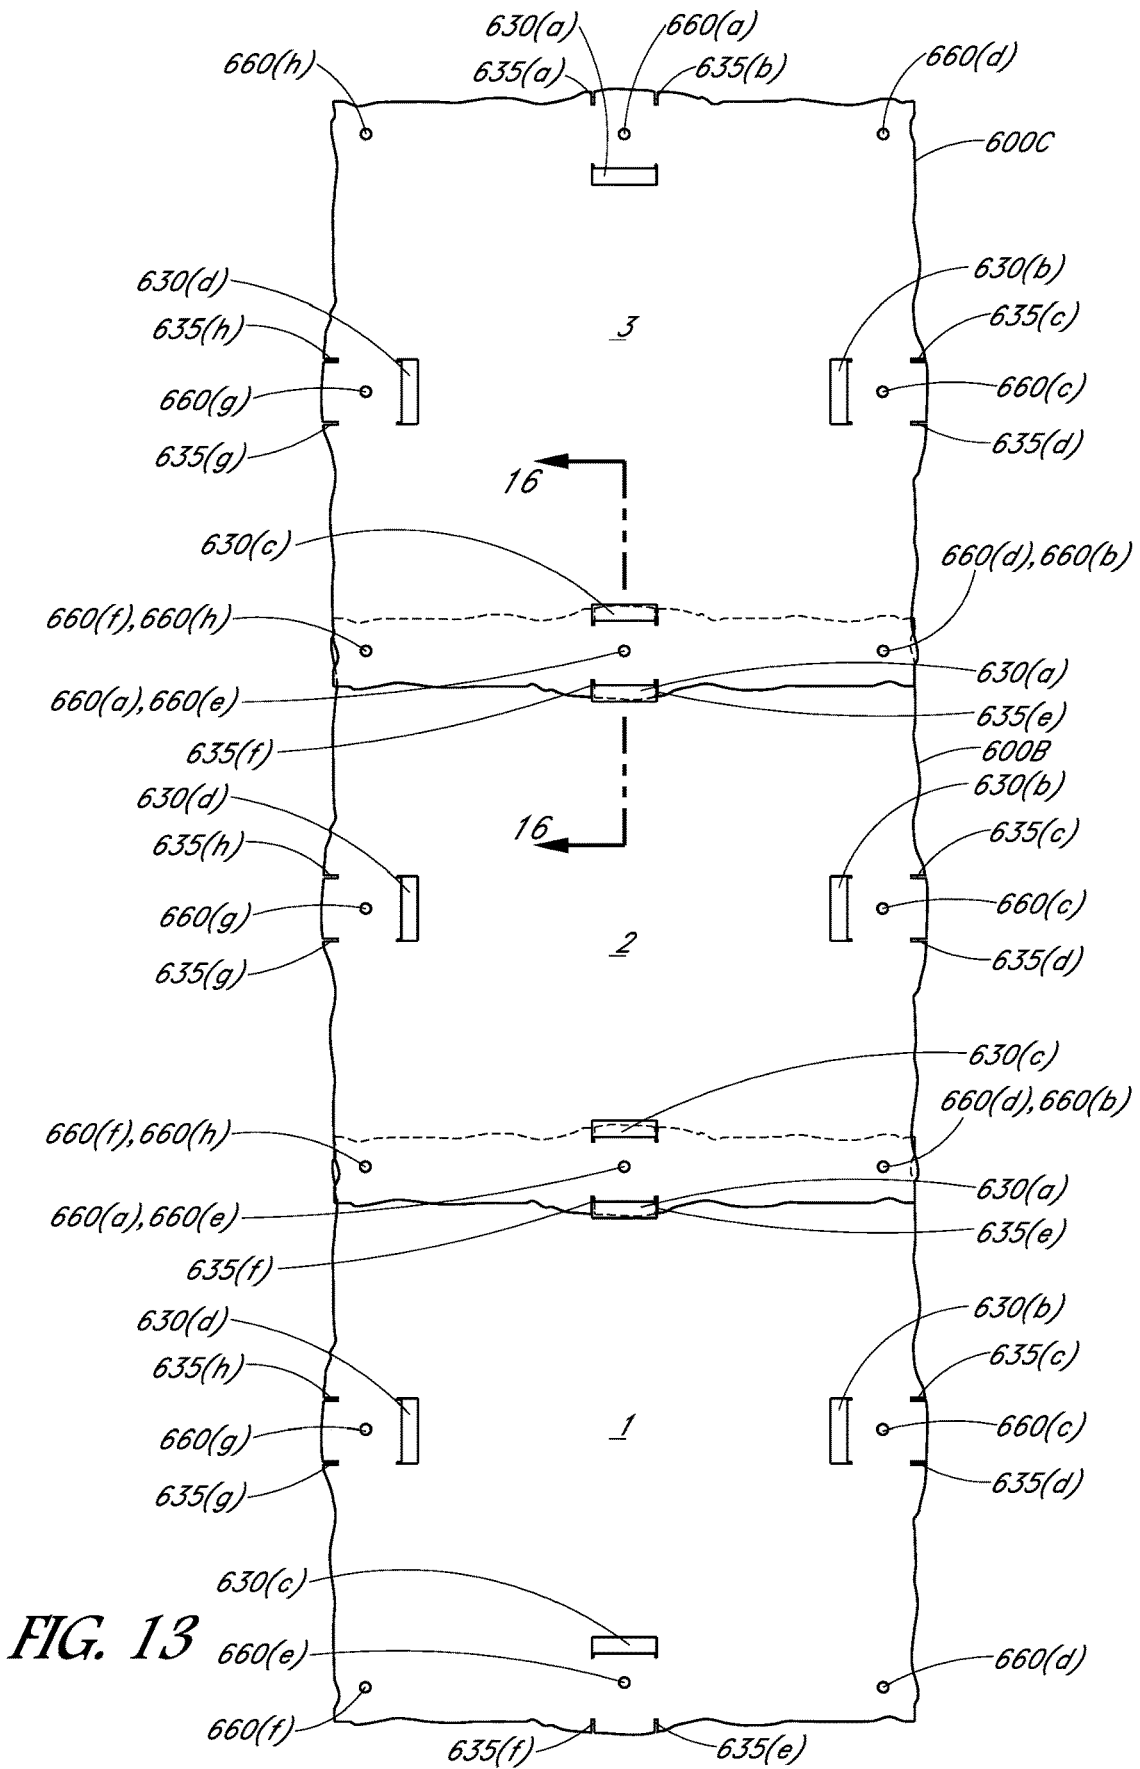 630(a)
660(a)
660(h)
635(a)
635(b)
660(d)
600C
630(d)
630(b)
635(h)
3
635(c)
660(g)
660(c)
635(g)
635(d)
16
630(c)
660(d), 660(b)
660(f), 660(h)
630(a)
660(a), 660(e)
635(e)
635(f)
600B
630(d)
630(b)
16
635(h)
635(c)
660(g)
660(c)
2
635(g)
635(d)
630(c)
660(d), 660(b)
660(f), 660(h)
630(a)
660(a), 660(e)
635(e)
635(f)
630(d)
630(b)
635(h)
635(c)
660(g)
1
660(c)
635(g)
635(d)
630(c)
FIG. 13
660(e)
660(d)
660(f)
635(f)
635(e)